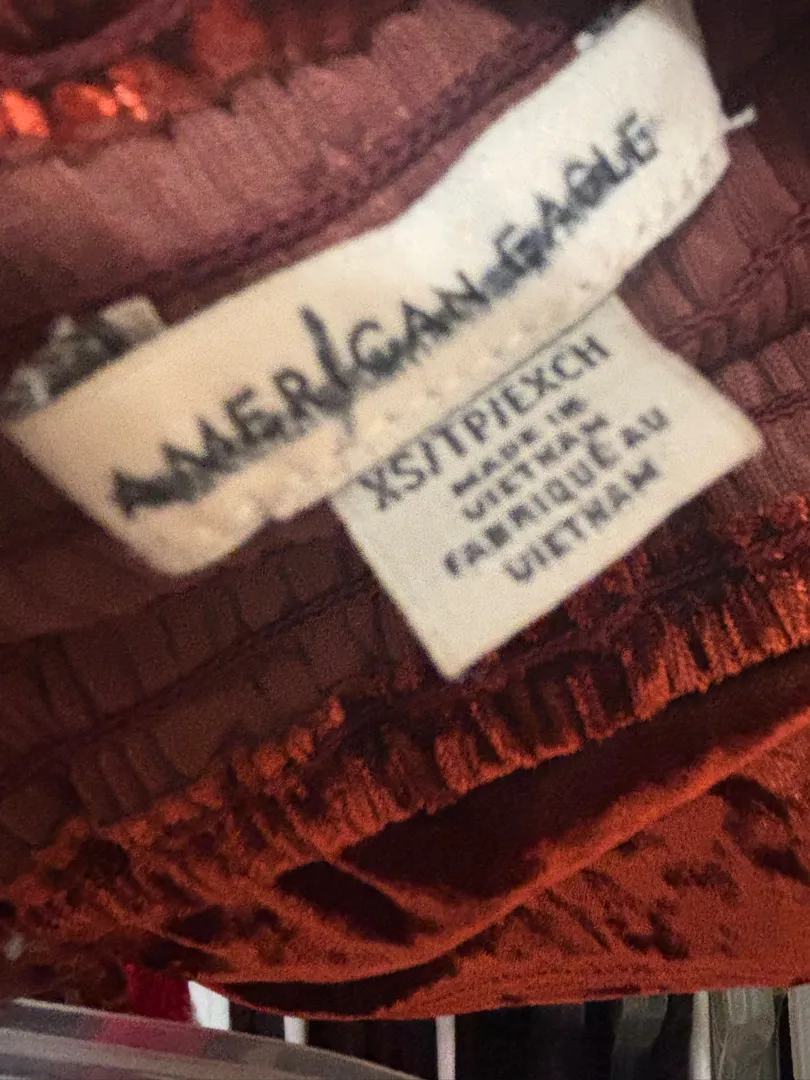 AMERICAN EAGLE
XS/TP/EXCH
MADE IN
VIETNAM
FABRIQUÉ AU
VIETNAM